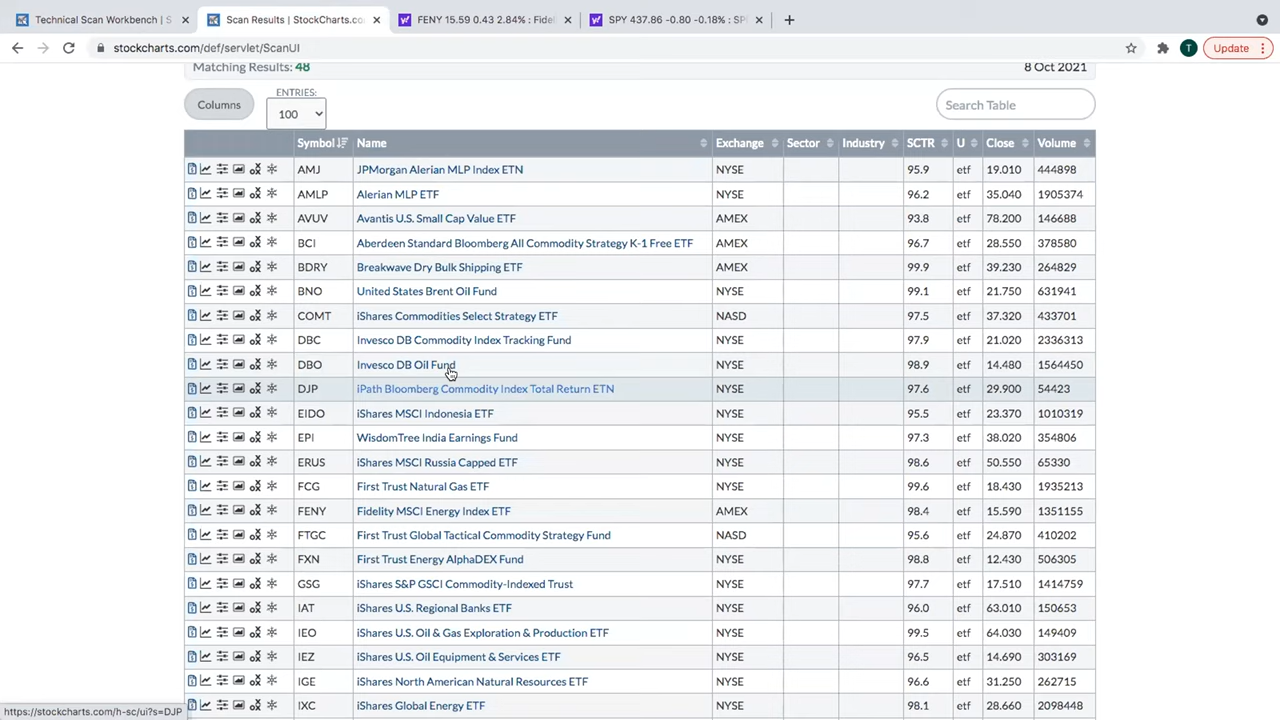 Technical Scan Workbench | S
Scan Results | StockCharts.co
FENY 15.59 0.43 2.84% : Fidel
SPY 437.86 -0.80 -0.18% : SP
stockcharts.com/def/servlet/ScanUI
T
Update
Matching Results: 48
8 Oct 2021
Columns
ENTRIES:
100
Search Table
Symbol Name Exchange Sector Industry SCTR U Close Volume
AMJ JPMorgan Alerian MLP Index ETN NYSE 95.9 etf 19.010 444898
AMLP Alerian MLP ETF NYSE 96.2 etf 35.040 1905374
AVUV Avantis U.S. Small Cap Value ETF AMEX 93.8 etf 78.200 146688
BCI Aberdeen Standard Bloomberg All Commodity Strategy K-1 Free ETF AMEX 96.7 etf 28.550 378580
BDRY Breakwave Dry Bulk Shipping ETF AMEX 99.9 etf 39.230 264829
BNO United States Brent Oil Fund NYSE 99.1 etf 21.750 631941
COMT iShares Commodities Select Strategy ETF NASD 97.5 etf 37.320 433701
DBC Invesco DB Commodity Index Tracking Fund NYSE 97.9 etf 21.020 2336313
DBO Invesco DB Oil Fund NYSE 98.9 etf 14.480 1564450
DJP iPath Bloomberg Commodity Index Total Return ETN NYSE 97.6 etf 29.900 54423
EIDO iShares MSCI Indonesia ETF NYSE 95.5 etf 23.370 1010319
EPI WisdomTree India Earnings Fund NYSE 97.3 etf 38.020 354806
ERUS iShares MSCI Russia Capped ETF NYSE 98.6 etf 50.550 65330
FCG First Trust Natural Gas ETF NYSE 99.6 etf 18.430 1935213
FENY Fidelity MSCI Energy Index ETF AMEX 98.4 etf 15.590 1351155
FTGC First Trust Global Tactical Commodity Strategy Fund NASD 95.6 etf 24.870 410202
FXN First Trust Energy AlphaDEX Fund NYSE 98.8 etf 12.430 506305
GSG iShares S&P GSCI Commodity-Indexed Trust NYSE 97.7 etf 17.510 1414759
IAT iShares U.S. Regional Banks ETF NYSE 96.0 etf 63.010 150653
IEO iShares U.S. Oil & Gas Exploration & Production ETF NYSE 99.5 etf 64.030 149409
IEZ iShares U.S. Oil Equipment & Services ETF NYSE 96.5 etf 14.690 303169
IGE iShares North American Natural Resources ETF NYSE 96.6 etf 31.250 262715
IXC iShares Global Energy ETF NYSE 98.1 etf 28.660 2098448
https://stockcharts.com/h-sc/ui?s=DJP